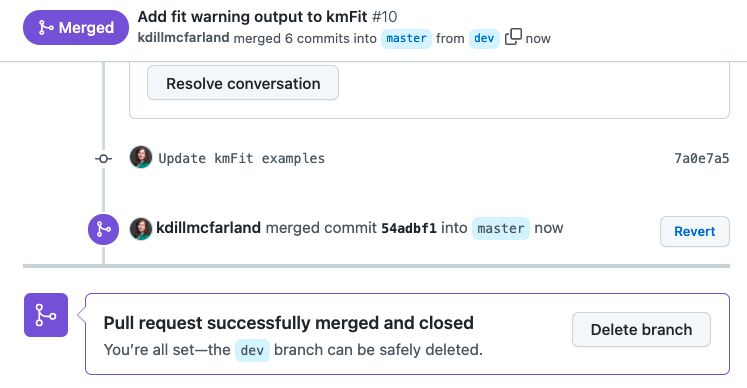 Merged
Add fit warning output to kmFit #10
kdillmcfarland merged 6 commits into master from dev now
Resolve conversation
Update kmFit examples 7a0e7a5
kdillmcfarland merged commit 54adbf1 into master now Revert
Pull request successfully merged and closed
You’re all set—the dev branch can be safely deleted.
Delete branch